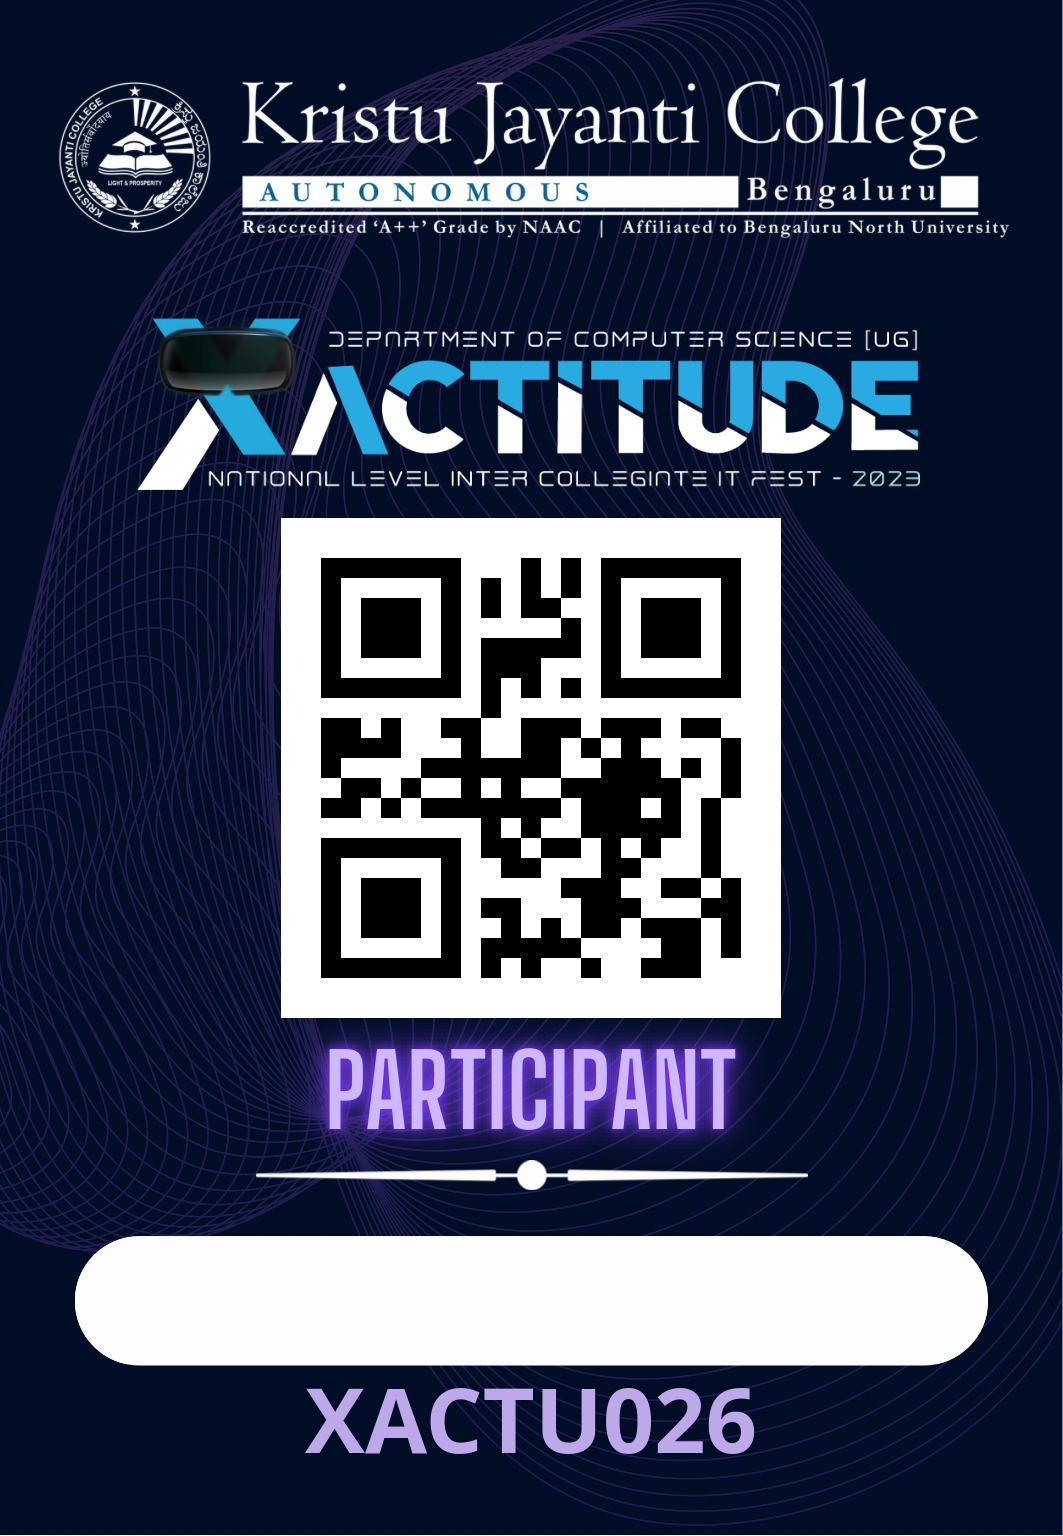 Kristu Jayanti College
AUTONOMOUS Bengaluru
Reaccredited ‘A++’ Grade by NAAC | Affiliated to Bengaluru North University
KRISTU JAYANTI COLLEGE
LIGHT & PROSPERITY
DEPARTMENT OF COMPUTER SCIENCE [UG]
XACTITUDE
NATIONAL LEVEL INTER COLLEGIATE IT FEST - 2023
PARTICIPANT
XACTU026